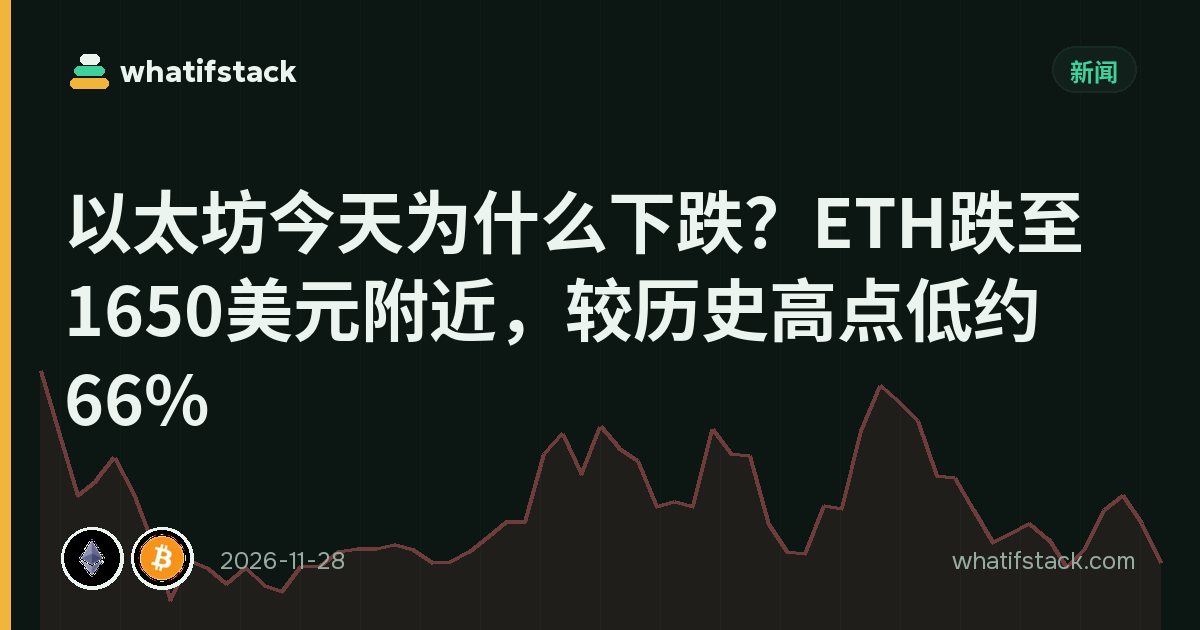 whatifstack
新闻
以太坊今天为什么下跌？ETH跌至
1650美元附近，较历史高点低约
66%
2026-11-28
whatifstack.com